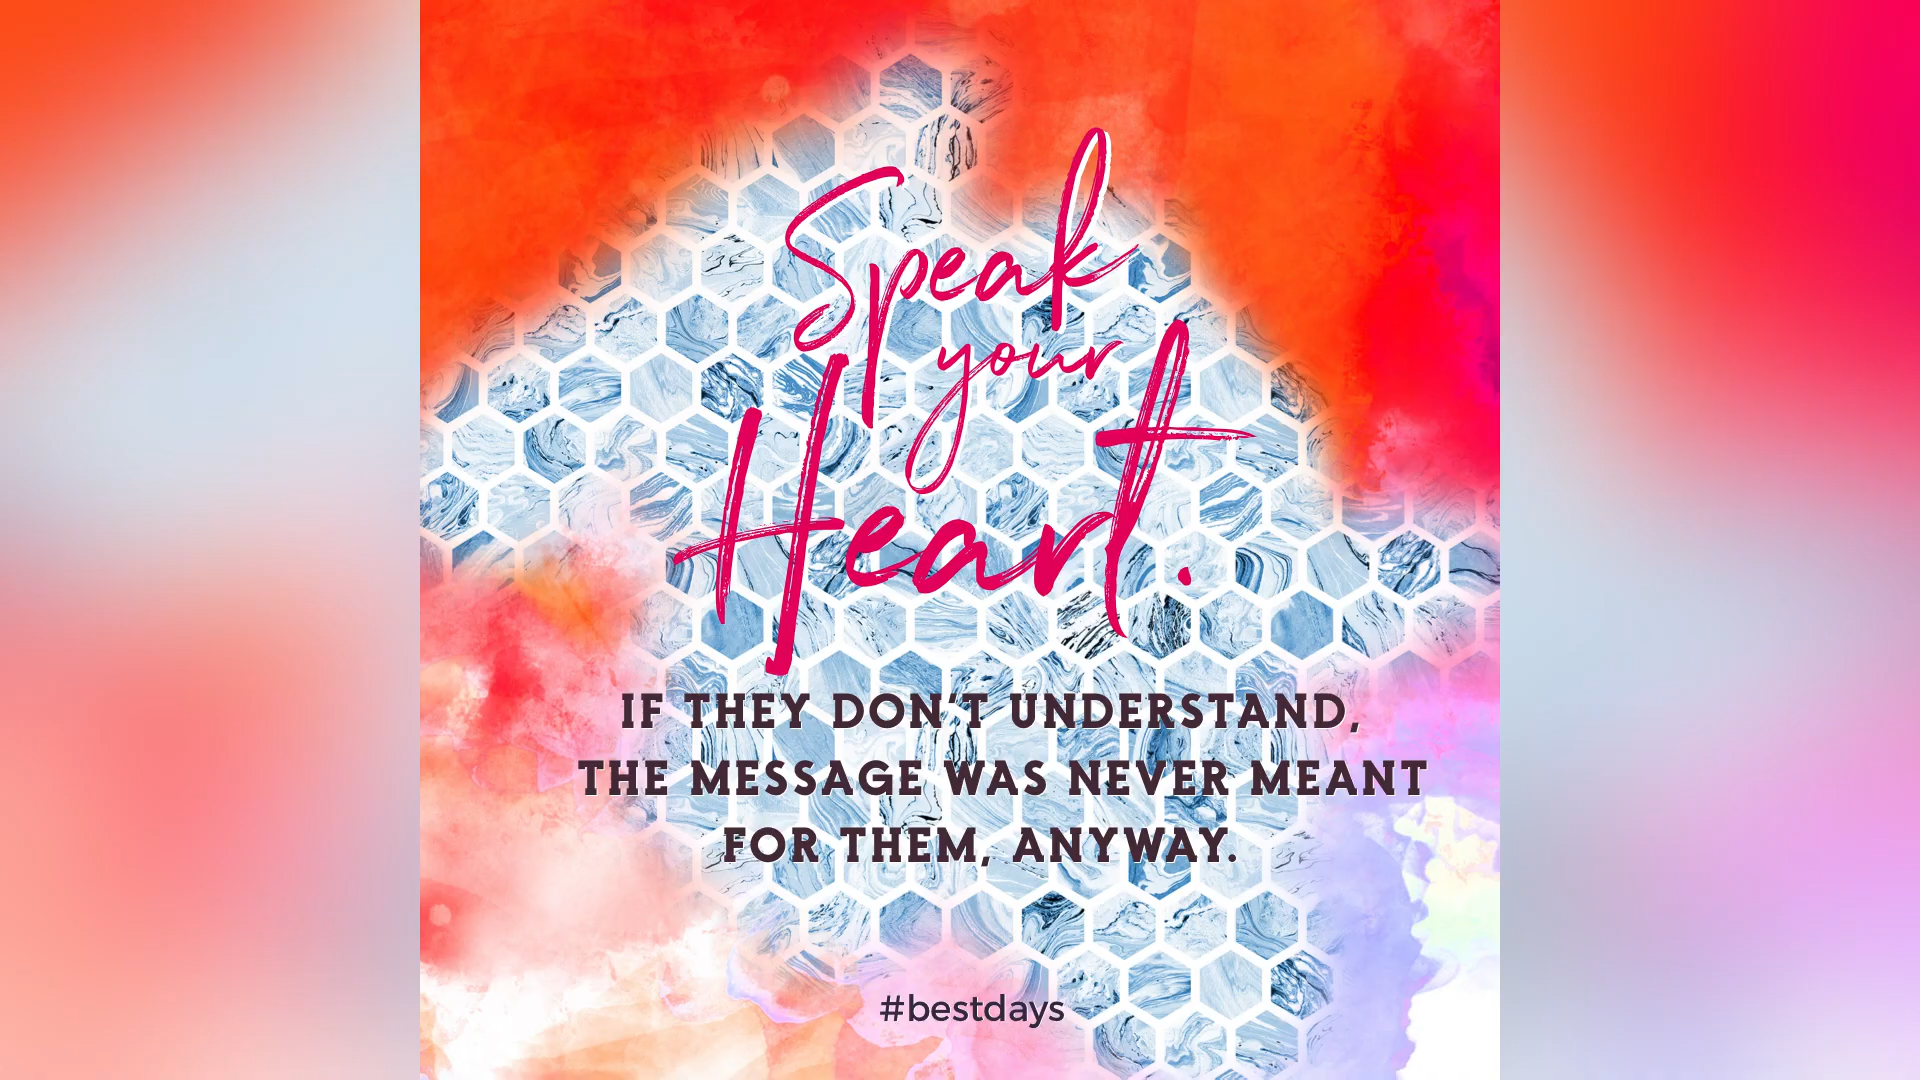 Speak
your
Heart.
IF THEY DON'T UNDERSTAND,
THE MESSAGE WAS NEVER MEANT
FOR THEM, ANYWAY.
#bestdays